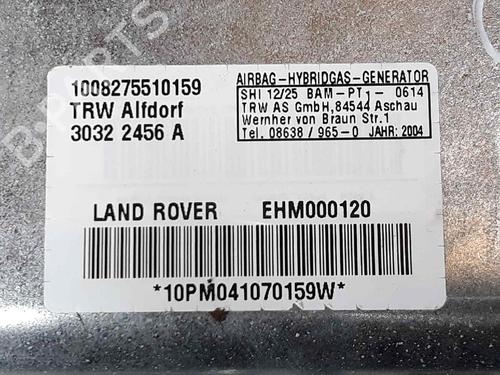 1008275510159
TRW Alfdorf
3032 2456 A
AIRBAG-HYBRIDGAS-GENERATOR
SHI 12/25 BAM-PT1-0614
TRW AS GmbH, 84544 Aschau
Wernher von Braun Str.1
Tel. 08638/965-0 JAHR: 2004
LAND ROVER EHM000120
*10PM041070159W*
B-PARTS